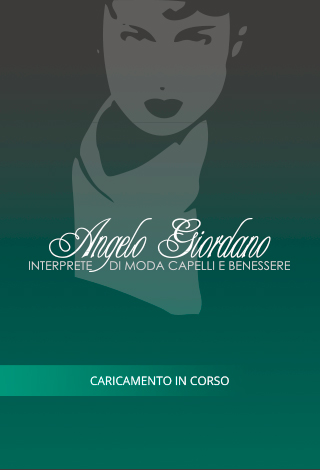 Angelo Giordano
INTERPRETE DI MODA CAPELLI E BENESSERE
CARICAMENTO IN CORSO